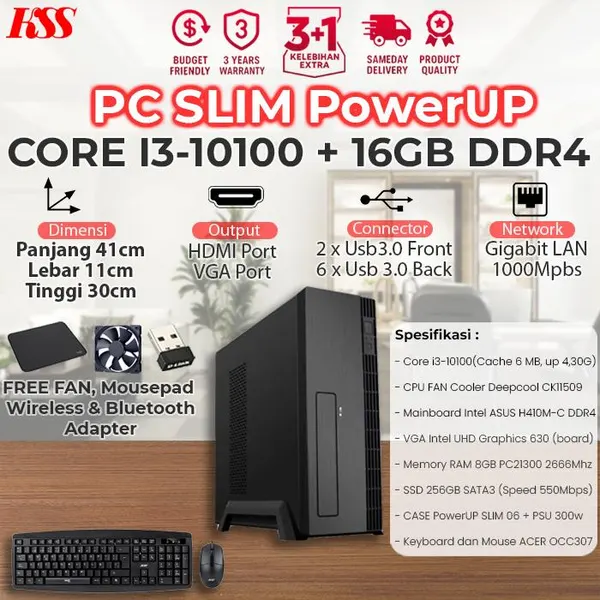 KSS
$
3
3+1
KELEBIHAN
EXTRA
BUDGET
FRIENDLY
3 YEARS
WARRANTY
SAMEDAY
DELIVERY
PRODUCT
QUALITY
PC SLIM PowerUP
CORE I3-10100 + 16GB DDR4
Dimensi
Panjang 41cm
Lebar 11cm
Tinggi 30cm
Output
HDMI Port
VGA Port
Connector
2 x Usb3.0 Front
6 x Usb 3.0 Back
Network
Gigabit LAN
1000Mpbs
FREE FAN, Mousepad
Wireless & Bluetooth
Adapter
Spesifikasi :
- Core i3-10100(Cache 6 MB, up 4,30G)
- CPU FAN Cooler Deepcool CK11509
- Mainboard Intel ASUS H410M-C DDR4
- VGA Intel UHD Graphics 630 (board)
- Memory RAM 8GB PC21300 2666Mhz
- SSD 256GB SATA3 (Speed 550Mbps)
- CASE PowerUP SLIM 06 + PSU 300w
- Keyboard dan Mouse ACER OCC307